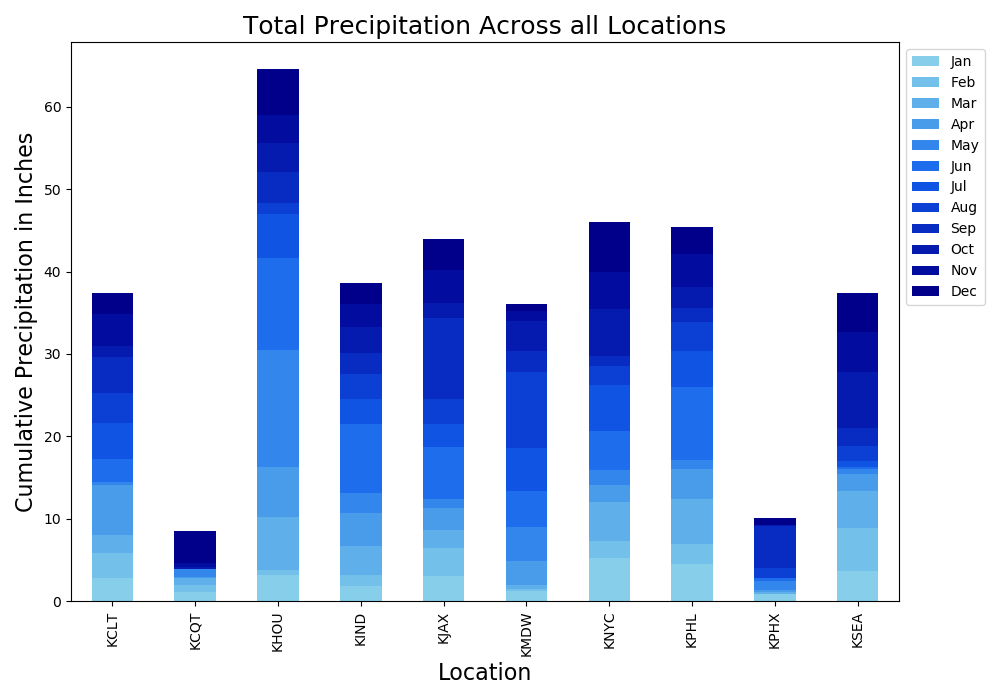 Total Precipitation Across all Locations
Cumulative Precipitation in Inches
60
50
40
30
20
10
0
KCLT
KCQT
KHOU
KIND
KJAX
KMDW
KNYC
KPHL
KPHX
KSEA
Location
Jan
Feb
Mar
Apr
May
Jun
Jul
Aug
Sep
Oct
Nov
Dec